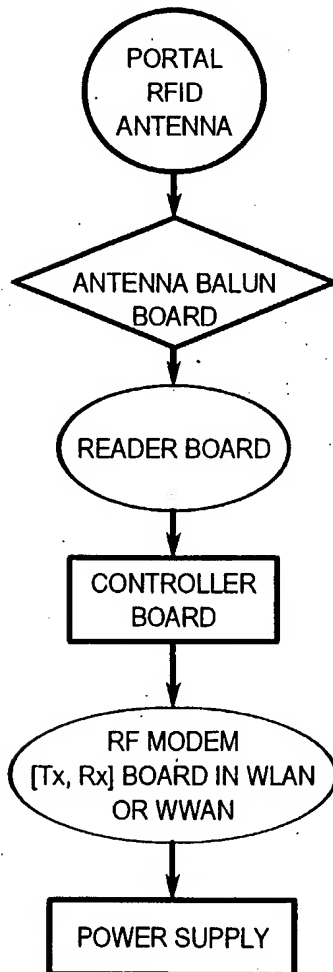 PORTAL
RFID
ANTENNA
ANTENNA BALUN
BOARD
READER BOARD
CONTROLLER
BOARD
RF MODEM
[Tx, Rx] BOARD IN WLAN
OR WWAN
POWER SUPPLY